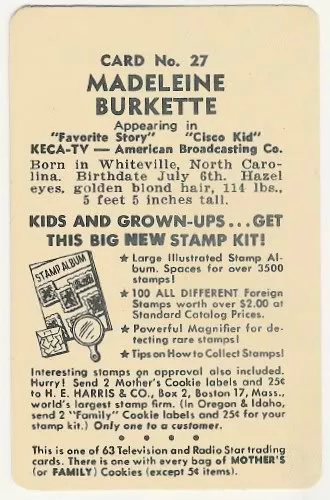 CARD No. 27
MADELEINE
BURKETTE
Appearing in
"Favorite Story" "Cisco Kid"
KECA-TV — American Broadcasting Co.
Born in Whiteville, North Caro-
lina. Birthdate July 6th. Hazel
eyes, golden blond hair, 114 lbs.,
5 feet 5 inches tall.
KIDS AND GROWN-UPS...GET
THIS BIG NEW STAMP KIT!
STAMP ALBUM
★ Large Illustrated Stamp Al-
bum. Spaces for over 3500
stamps!
★ 100 ALL DIFFERENT Foreign
Stamps worth over $2.00 at
Standard Catalog Prices.
★ Powerful Magnifier for de-
tecting rare stamps!
★ Tips on How to Collect Stamps!
Interesting stamps on approval also included.
Hurry! Send 2 Mother's Cookie labels and 25¢
to H. E. HARRIS & CO., Box 2, Boston 17, Mass.,
world's largest stamp firm. (In Oregon & Idaho,
send 2 "Family" Cookie labels and 25¢ for your
stamp kit.) Only one to a customer.
• • • •
This is one of 63 Television and Radio Star trading
cards. There is one with every bag of MOTHER'S
(or FAMILY) Cookies (except 5¢ items).